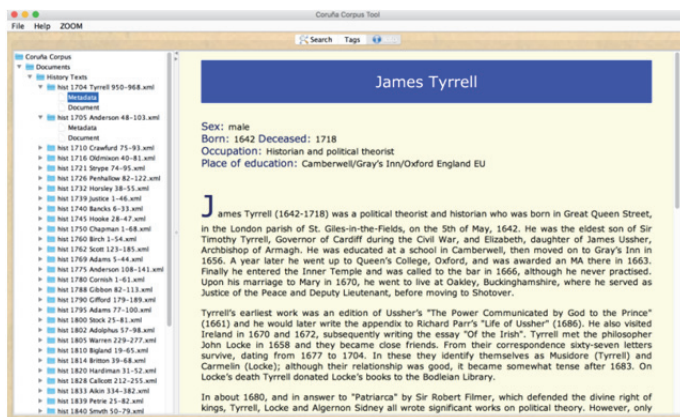 Coruña Corpus Tool
File Help ZOOM
Search Tags
Coruña Corpus
Documents
History Texts
hist 1704 Tyrrell 950-968.xml
Metadata
Document
hist 1705 Anderson 48-103.xml
Metadata
Document
hist 1710 Crawfurd 75-93.xml
hist 1716 Oldmixon 40-81.xml
hist 1721 Strype 74-95.xml
hist 1726 Penhallow 82-122.xml
hist 1732 Horsley 38-55.xml
hist 1739 Justice 1-46.xml
hist 1740 Bancks 6-33.xml
hist 1745 Hooke 28-47.xml
hist 1750 Chapman 1-68.xml
hist 1760 Birch 1-54.xml
hist 1762 Scott 123-185.xml
hist 1769 Adams 5-44.xml
hist 1775 Anderson 108-141.xml
hist 1780 Cornish 1-61.xml
hist 1788 Gibbon 82-113.xml
hist 1790 Gifford 179-189.xml
hist 1795 Adams 77-100.xml
hist 1800 Stock 25-81.xml
hist 1802 Adolphus 57-98.xml
hist 1805 Warren 229-277.xml
hist 1810 Bigland 19-65.xml
hist 1814 Britton 39-68.xml
hist 1820 Hardiman 31-52.xml
hist 1828 Callcott 212-255.xml
hist 1833 Aikin 334-382.xml
hist 1839 Petrie 25-82.xml
hist 1840 Smyth 50-79.xml
James Tyrrell
Sex: male
Born: 1642 Deceased: 1718
Occupation: Historian and political theorist
Place of education: Camberwell/Gray's Inn/Oxford England EU
James Tyrrell (1642-1718) was a political theorist and historian who was born in Great Queen Street,
in the London parish of St. Giles-in-the-Fields, on the 5th of May, 1642. He was the eldest son of Sir
Timothy Tyrrell, Governor of Cardiff during the Civil War, and Elizabeth, daughter of James Ussher,
Archbishop of Armagh. He was educated at a school in Camberwell, then moved on to Gray's Inn in
1656. A year later he went up to Queen's College, Oxford, and was awarded an MA there in 1663.
Finally he entered the Inner Temple and was called to the bar in 1666, although he never practised.
Upon his marriage to Mary in 1670, he went to live at Oakley, Buckinghamshire, where he served as
Justice of the Peace and Deputy Lieutenant, before moving to Shotover.
Tyrrell's earliest work was an edition of Ussher's "The Power Communicated by God to the Prince"
(1661) and he would later write the appendix to Richard Parr's "Life of Ussher" (1686). He also visited
Ireland in 1670 and 1672, subsequently writing the essay "Of the Irish". Tyrrell met the philosopher
John Locke in 1658 and they became close friends. From their correspondence sixty-seven letters
survive, dating from 1677 to 1704. In these they identify themselves as Musidore (Tyrrell) and
Carmelin (Locke); although their relationship was good, it became somewhat tense after 1683. On
Locke's death Tyrrell donated Locke's books to the Bodleian Library.
In about 1680, and in answer to "Patriarca" by Sir Robert Filmer, which defended the divine right of
kings, Tyrrell, Locke and Algernon Sidney all wrote significant works on political theory. However, only